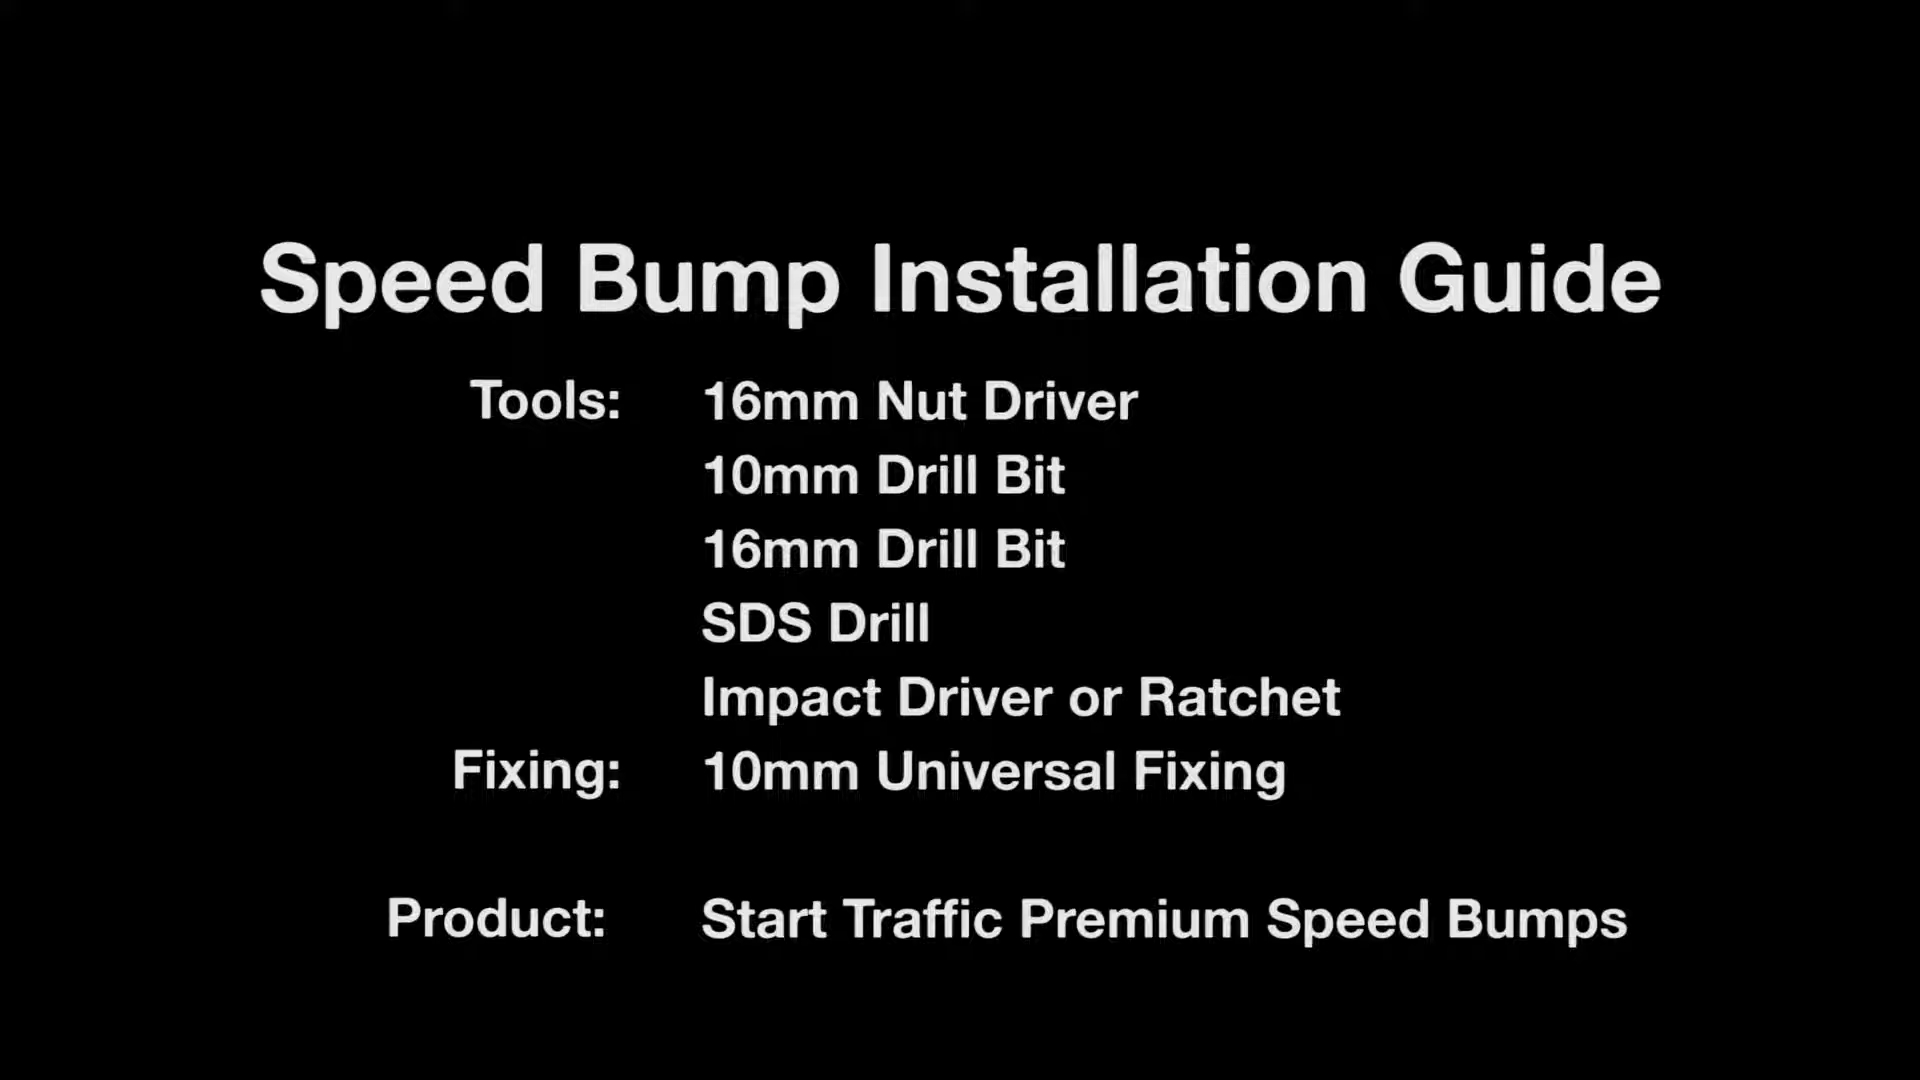 Speed Bump Installation Guide
Tools: 16mm Nut Driver
10mm Drill Bit
16mm Drill Bit
SDS Drill
Impact Driver or Ratchet
Fixing: 10mm Universal Fixing
Product: Start Traffic Premium Speed Bumps